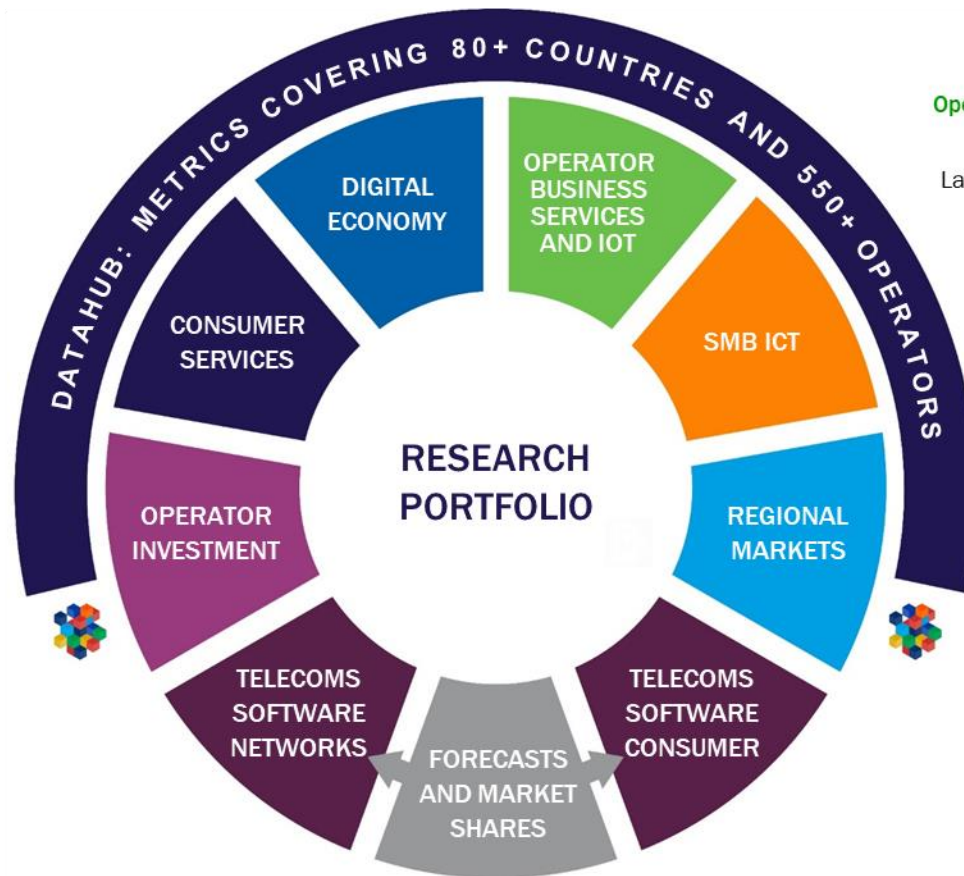 DATAHUB: METRICS COVERING 80+ COUNTRIES AND 550+ OPERATORS
DIGITAL
ECONOMY
OPERATOR
BUSINESS
SERVICES
AND IOT
CONSUMER
SERVICES
SMB ICT
RESEARCH
PORTFOLIO
OPERATOR
INVESTMENT
REGIONAL
MARKETS
TELECOMS
SOFTWARE
NETWORKS
TELECOMS
SOFTWARE
CONSUMER
FORECASTS
AND MARKET
SHARES